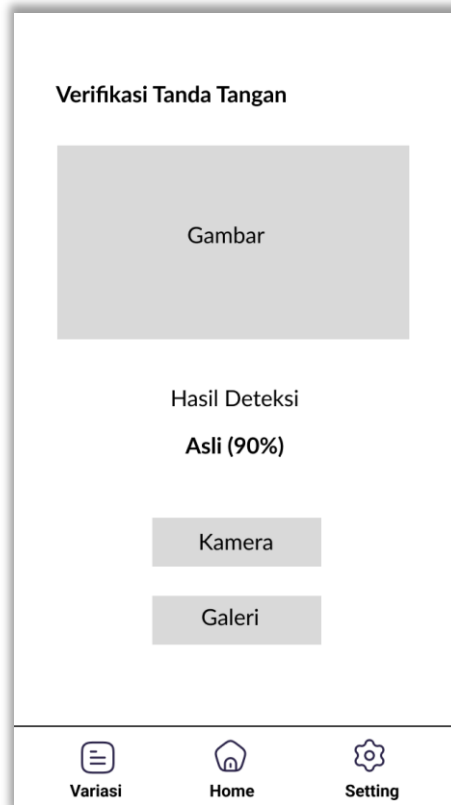 Verifikasi Tanda Tangan
Gambar
Hasil Deteksi
Asli (90%)
Kamera
Galeri
Variasi Home Setting